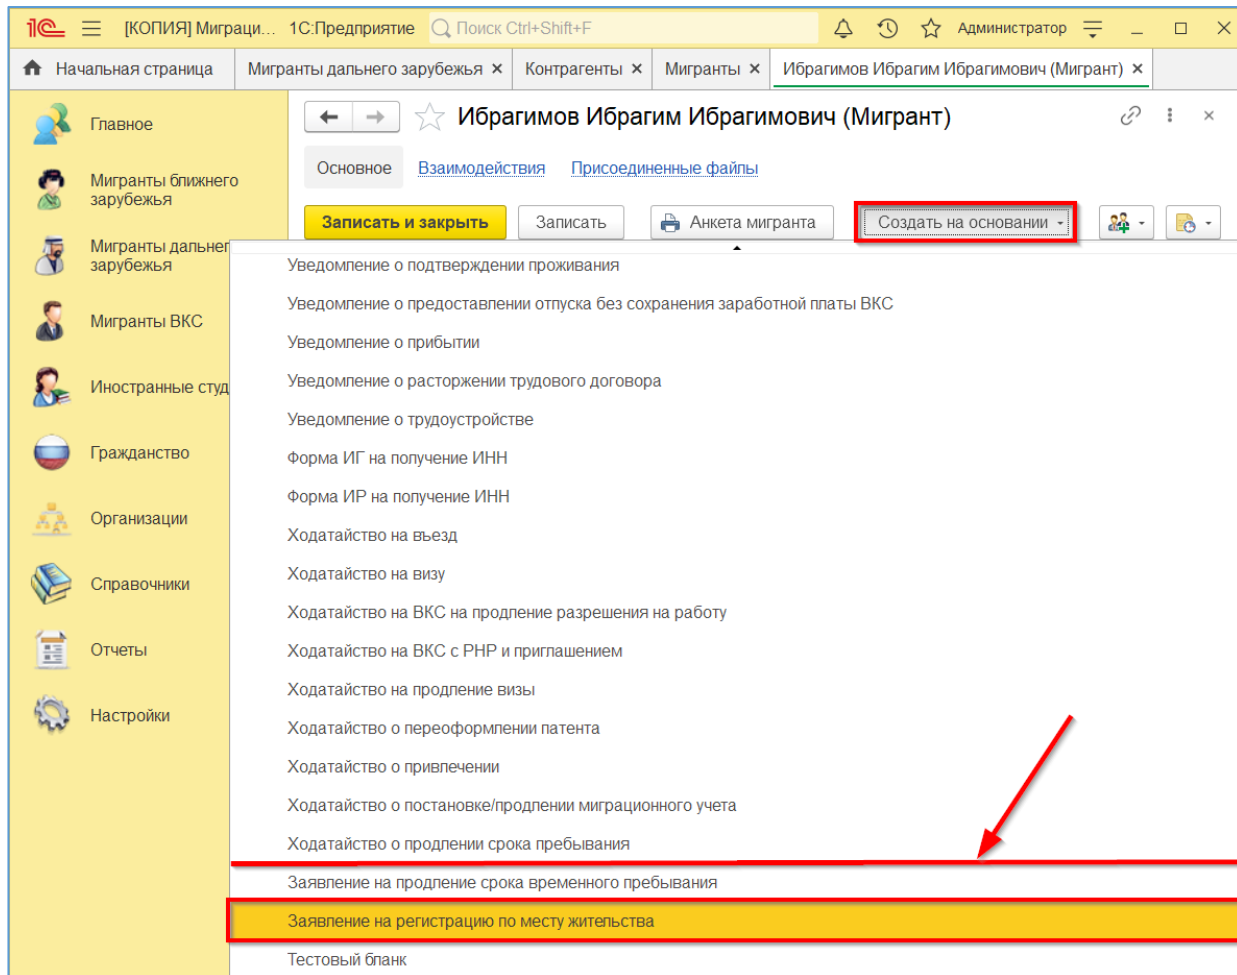 [КОПИЯ] Миграци... 1С:Предприятие Поиск Ctrl+Shift+F Администратор
Начальная страница Мигранты дальнего зарубежья × Контрагенты × Мигранты × Ибрагимов Ибрагим Ибрагимович (Мигрант) ×
Главное
Мигранты ближнего
зарубежья
Мигранты дальнег
зарубежья
Мигранты ВКС
Иностранные студ
Гражданство
Организации
Справочники
Отчеты
Настройки
Ибрагимов Ибрагим Ибрагимович (Мигрант)
Основное Взаимодействия Присоединенные файлы
Записать и закрыть Записать Анкета мигранта Создать на основании
Уведомление о подтверждении проживания
Уведомление о предоставлении отпуска без сохранения заработной платы ВКС
Уведомление о прибытии
Уведомление о расторжении трудового договора
Уведомление о трудоустройстве
Форма ИГ на получение ИНН
Форма ИР на получение ИНН
Ходатайство на въезд
Ходатайство на визу
Ходатайство на ВКС на продление разрешения на работу
Ходатайство на ВКС с РНР и приглашением
Ходатайство на продление визы
Ходатайство о переоформлении патента
Ходатайство о привлечении
Ходатайство о постановке/продлении миграционного учета
Ходатайство о продлении срока пребывания
Заявление на продление срока временного пребывания
Заявление на регистрацию по месту жительства
Тестовый бланк